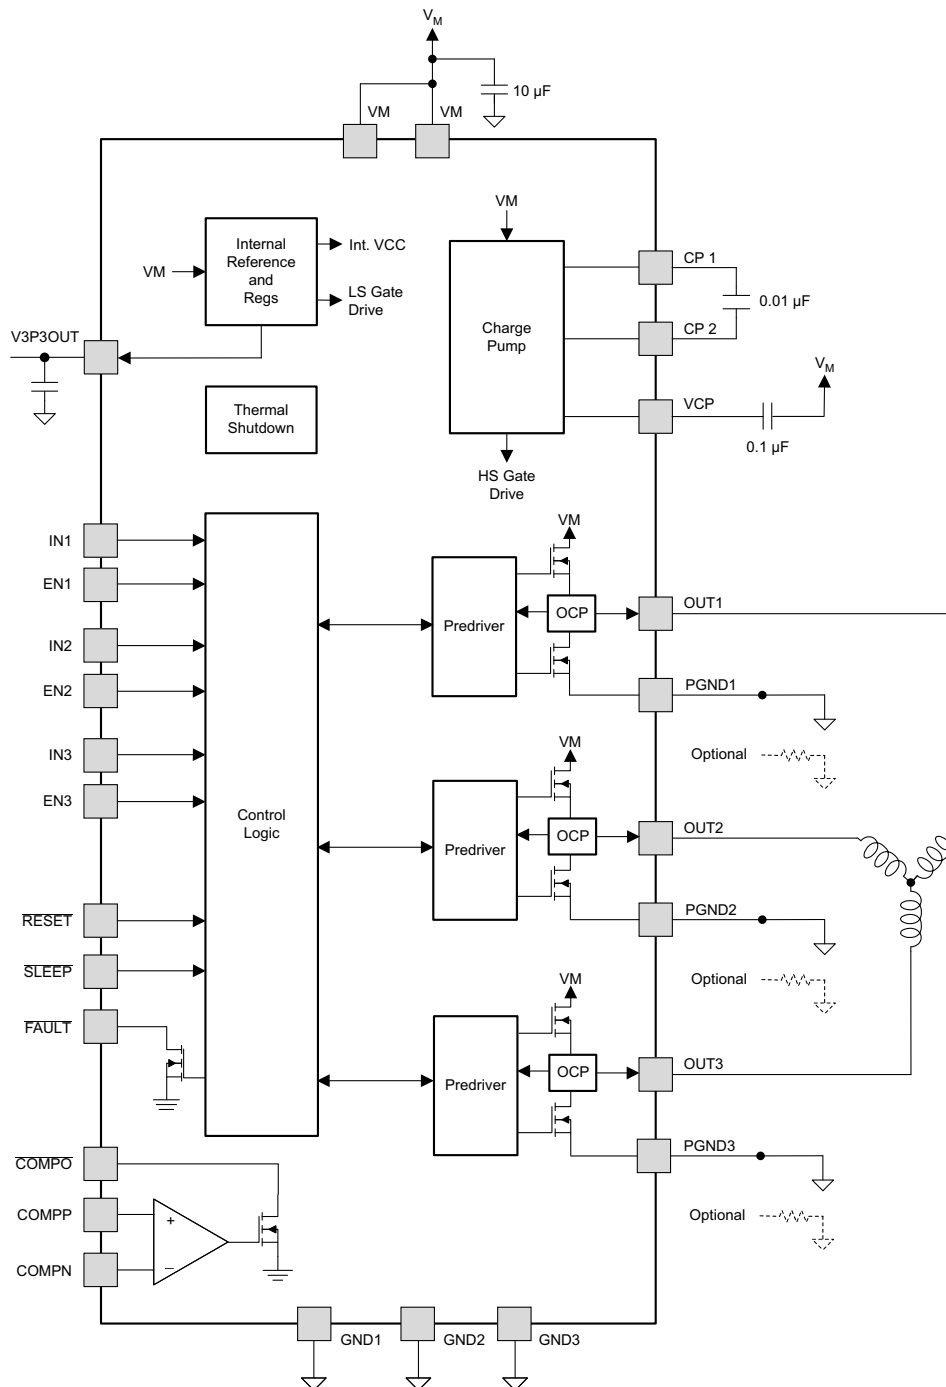 VM
VM
VM
10 µF
VM
Internal
Reference
and
Regs
Int. VCC
LS Gate
Drive
VM
Charge
Pump
CP 1
0.01 µF
CP 2
V3P3OUT
Thermal
Shutdown
VM
VCP
0.1 µF
HS Gate
Drive
IN1
EN1
IN2
EN2
IN3
EN3
RESET
SLEEP
FAULT
COMPO
COMPP
COMPN
+
–
Control
Logic
VM
Predriver
OCP
OUT1
PGND1
Optional
VM
Predriver
OCP
OUT2
PGND2
Optional
VM
Predriver
OCP
OUT3
PGND3
Optional
GND1
GND2
GND3